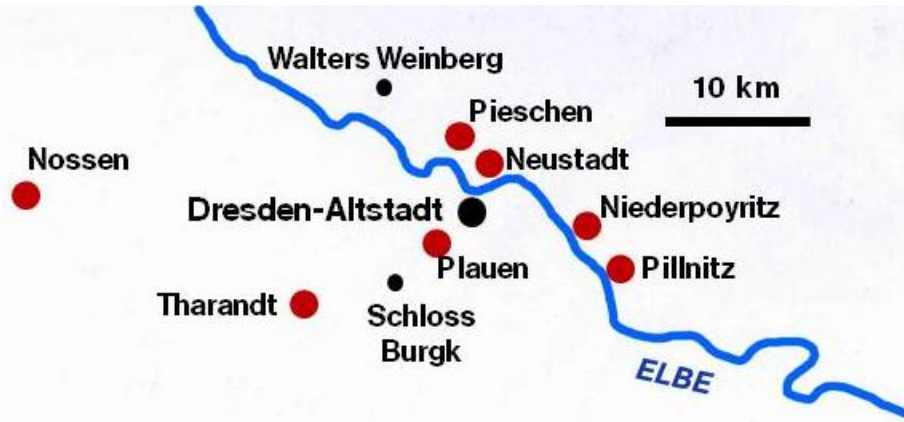 Walters Weinberg
10 km
Pieschen
Nossen
Neustadt
Dresden-Altstadt
Niederpoyritz
Plauen
Pillnitz
Tharandt
Schloss
Burgk
ELBE